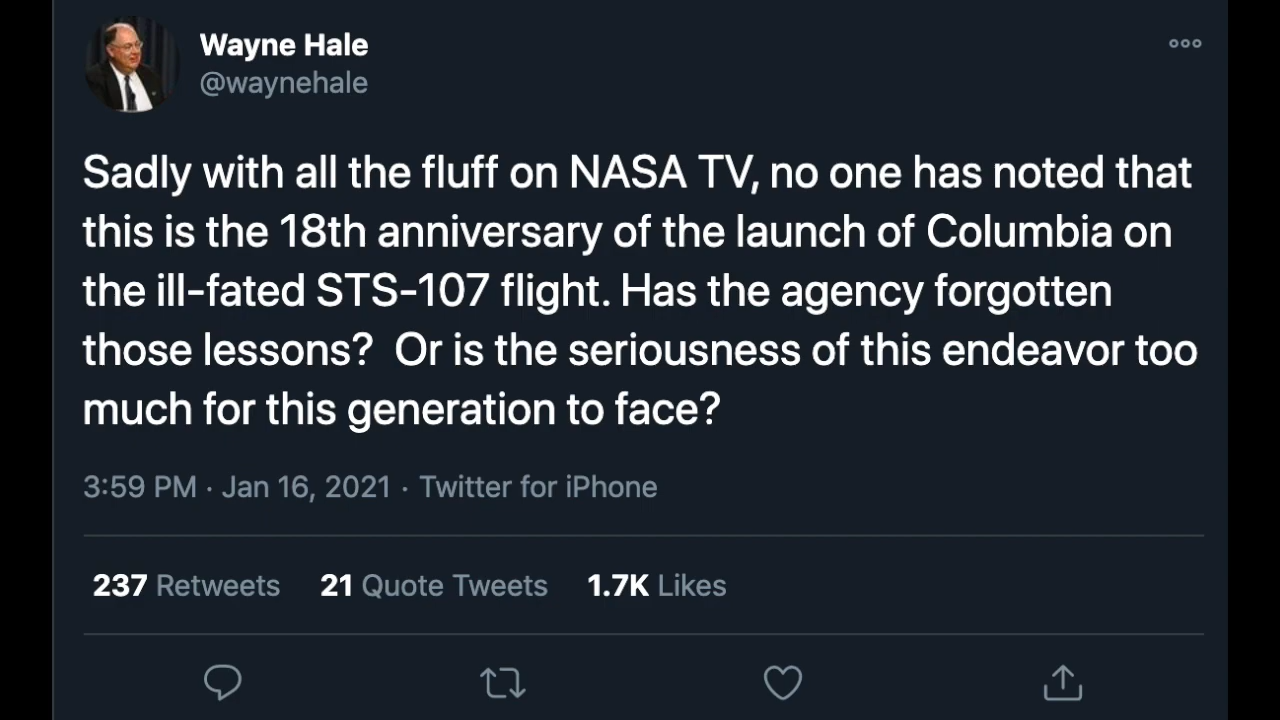 Wayne Hale
@waynehale
Sadly with all the fluff on NASA TV, no one has noted that
this is the 18th anniversary of the launch of Columbia on
the ill-fated STS-107 flight. Has the agency forgotten
those lessons?  Or is the seriousness of this endeavor too
much for this generation to face?
3:59 PM · Jan 16, 2021 · Twitter for iPhone
237 Retweets 21 Quote Tweets 1.7K Likes